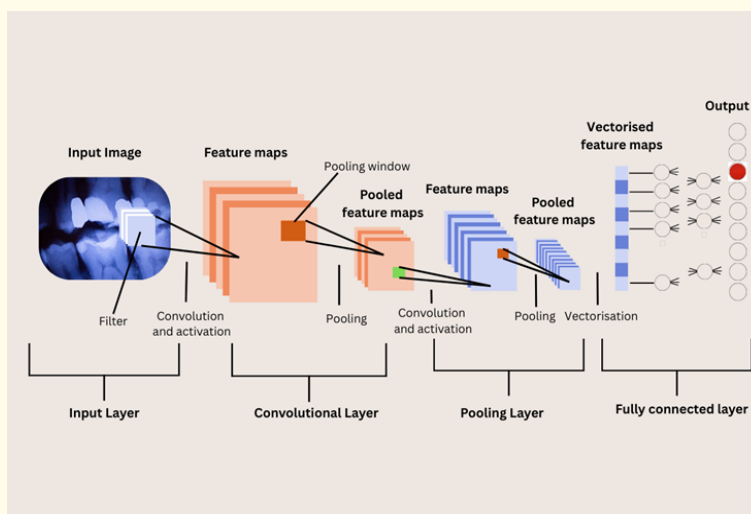 Input Image
Feature maps
Pooling window
Pooled
feature maps
Feature maps
Pooled
feature maps
Vectorised
feature maps
Output
Filter
Convolution
and activation
Pooling
Convolution
and activation
Pooling
Vectorisation
Input Layer
Convolutional Layer
Pooling Layer
Fully connected layer